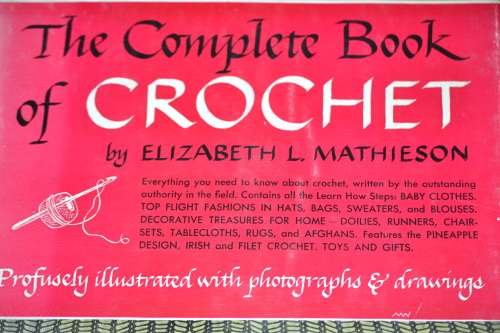 The Complete Book
of CROCHET
by ELIZABETH L. MATHIESON
Everything you need to know about crochet, written by the outstanding
authority in the field. Contains all the Learn How Steps: BABY CLOTHES.
TOP FLIGHT FASHIONS IN HATS, BAGS, SWEATERS, and BLOUSES.
DECORATIVE TREASURES FOR HOME — DOILIES, RUNNERS, CHAIR-
SETS, TABLECLOTHS, RUGS, and AFGHANS. Features the PINEAPPLE
DESIGN, IRISH and FILET CROCHET. TOYS AND GIFTS.
Profusely illustrated with photographs & drawings